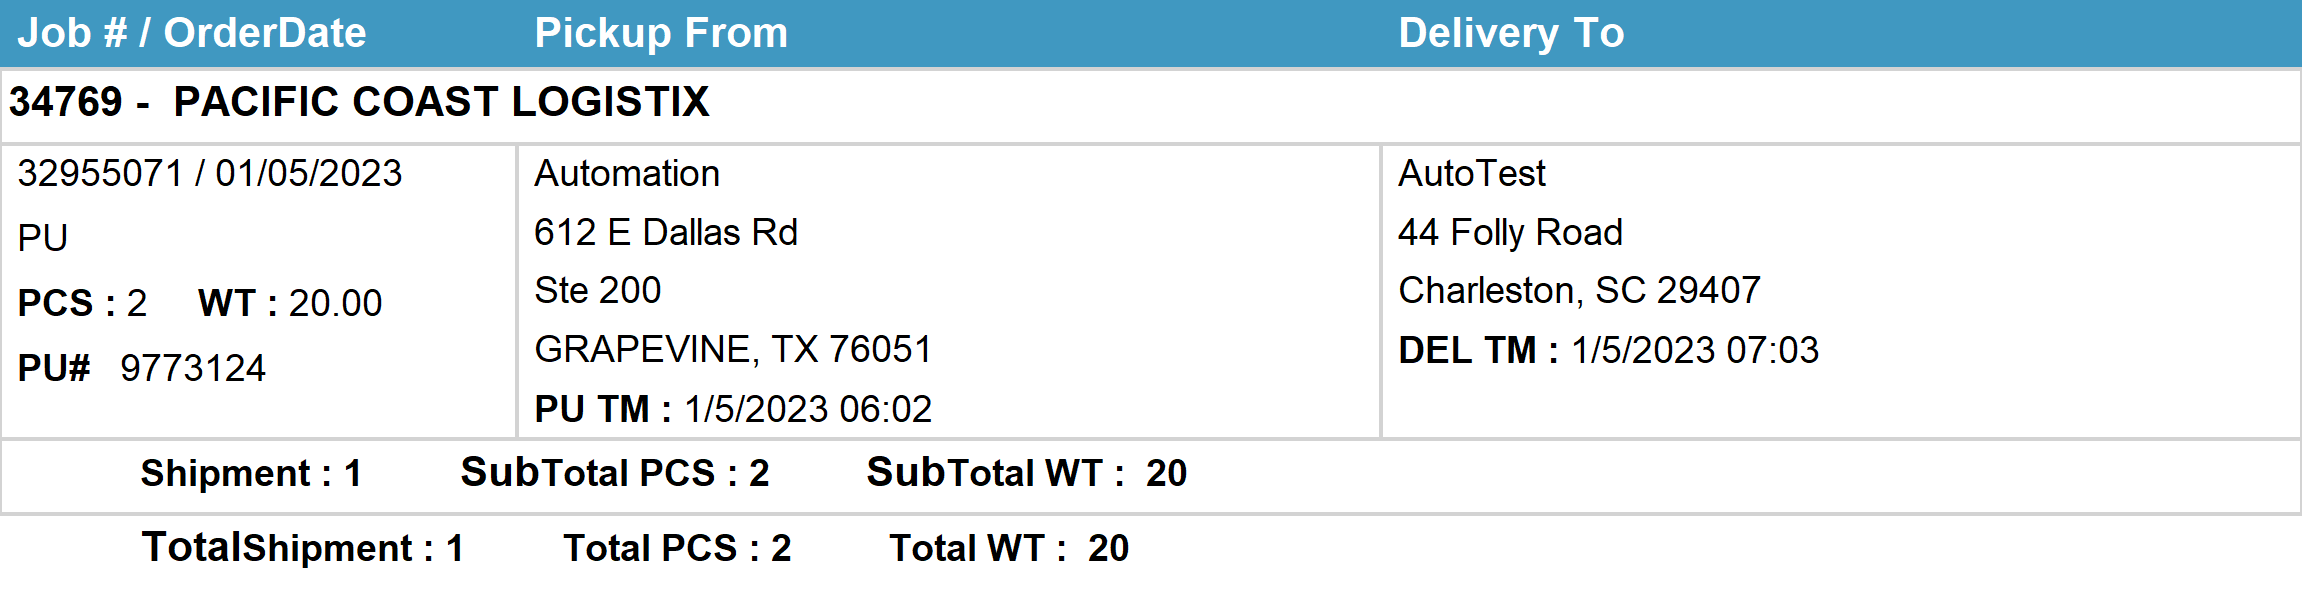 Job # / OrderDate Pickup From Delivery To
34769 - PACIFIC COAST LOGISTIX
32955071 / 01/05/2023
PU
PCS : 2 WT : 20.00
PU# 9773124
Automation
612 E Dallas Rd
Ste 200
GRAPEVINE, TX 76051
PU TM : 1/5/2023 06:02
AutoTest
44 Folly Road
Charleston, SC 29407
DEL TM : 1/5/2023 07:03
Shipment : 1 SubTotal PCS : 2 SubTotal WT : 20
TotalShipment : 1 Total PCS : 2 Total WT : 20